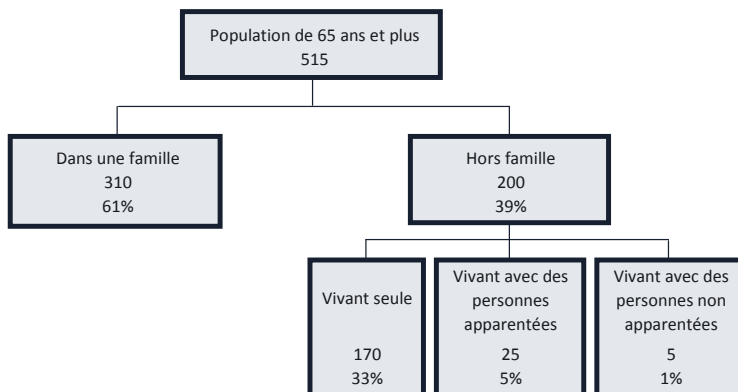 Population de 65 ans et plus
515
Dans une famille
310
61%
Hors famille
200
39%
Vivant seule
170
33%
Vivant avec des
personnes
apparentées
25
5%
Vivant avec des
personnes non
apparentées
5
1%